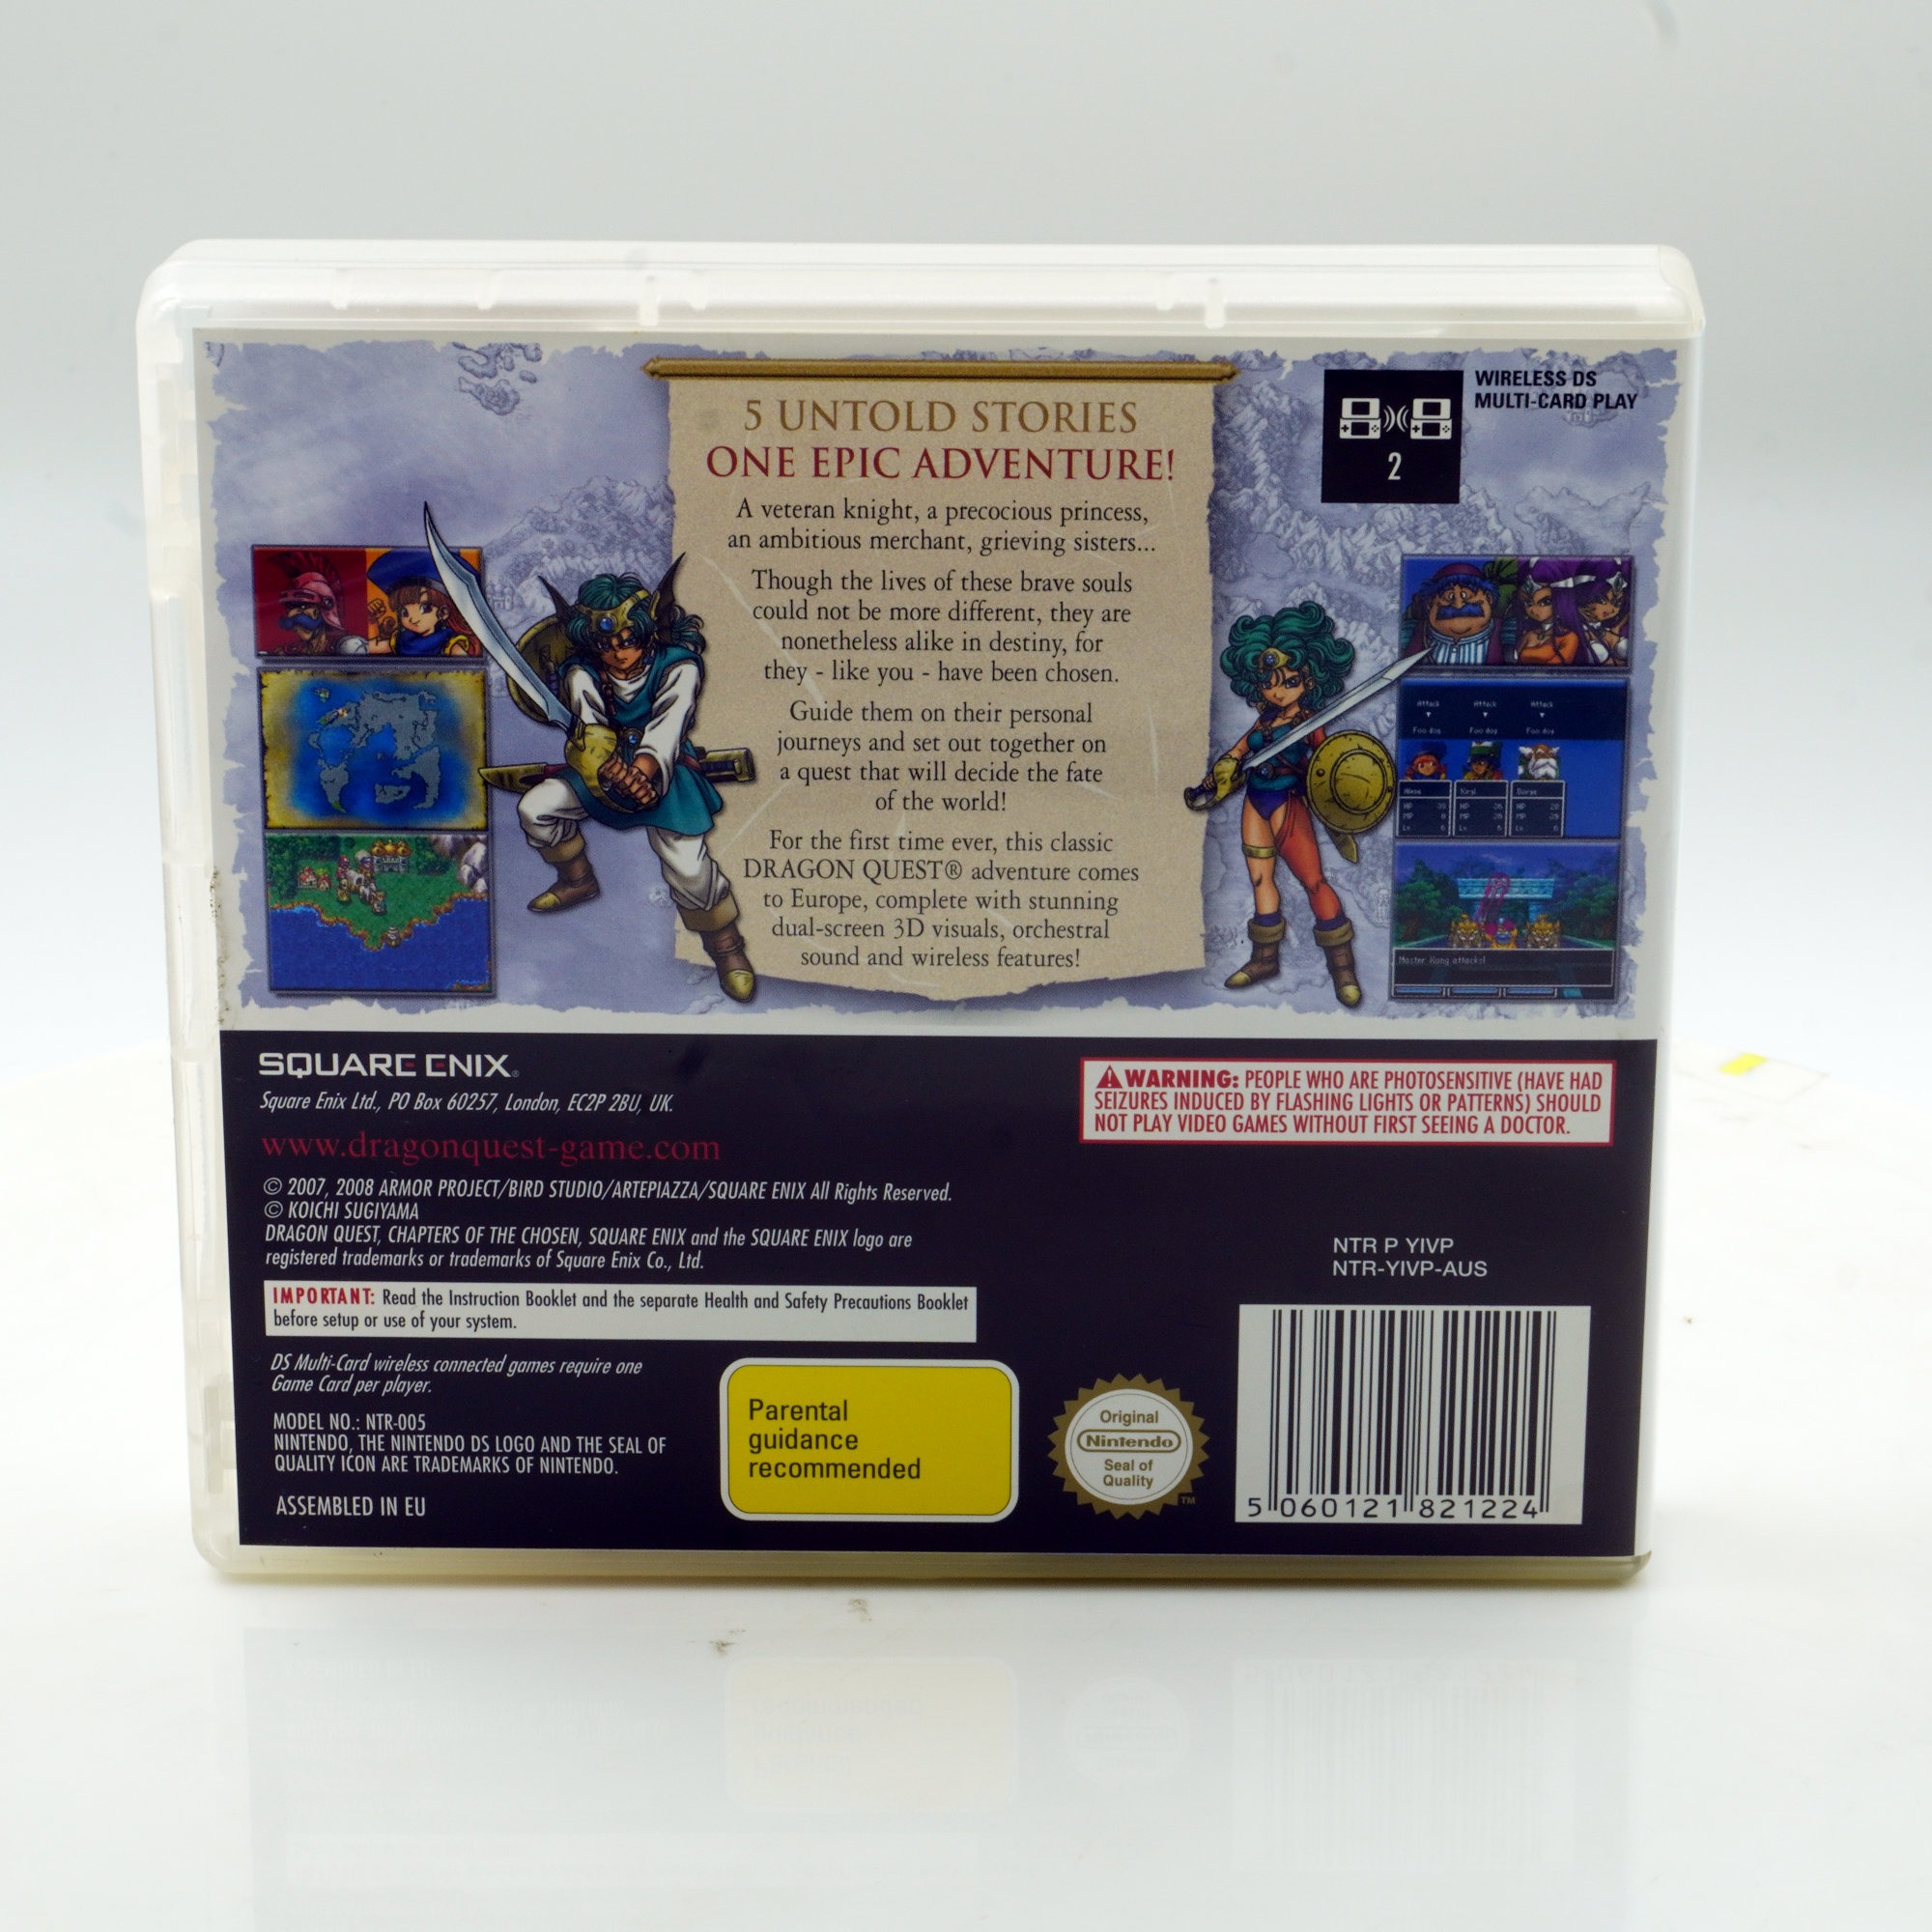 5 UNTOLD STORIES
ONE EPIC ADVENTURE!
A veteran knight, a precocious princess,
an ambitious merchant, grieving sisters...
Though the lives of these brave souls
could not be more different, they are
nonetheless alike in destiny, for
they - like you - have been chosen.
Guide them on their personal
journeys and set out together on
a quest that will decide the fate
of the world!
For the first time ever, this classic
DRAGON QUEST® adventure comes
to Europe, complete with stunning
dual-screen 3D visuals, orchestral
sound and wireless features!
WIRELESS DS
MULTI-CARD PLAY
2
Attack Attack Attack
Master Kung attacks!
SQUARE ENIX®
Square Enix Ltd., PO Box 60257, London, EC2P 2BU, UK.
www.dragonquest-game.com
© 2007, 2008 ARMOR PROJECT/BIRD STUDIO/ARTEPIAZZA/SQUARE ENIX All Rights Reserved.
© KOICHI SUGIYAMA
DRAGON QUEST, CHAPTERS OF THE CHOSEN, SQUARE ENIX and the SQUARE ENIX logo are
registered trademarks or trademarks of Square Enix Co., Ltd.
IMPORTANT: Read the Instruction Booklet and the separate Health and Safety Precautions Booklet
before setup or use of your system.
DS Multi-Card wireless connected games require one
Game Card per player.
MODEL NO.: NTR-005
NINTENDO, THE NINTENDO DS LOGO AND THE SEAL OF
QUALITY ICON ARE TRADEMARKS OF NINTENDO.
ASSEMBLED IN EU
Parental
guidance
recommended
Original
Nintendo
Seal of
Quality
TM
WARNING: PEOPLE WHO ARE PHOTOSENSITIVE (HAVE HAD
SEIZURES INDUCED BY FLASHING LIGHTS OR PATTERNS) SHOULD
NOT PLAY VIDEO GAMES WITHOUT FIRST SEEING A DOCTOR.
NTR P YIVP
NTR-YIVP-AUS
5 060121 821224